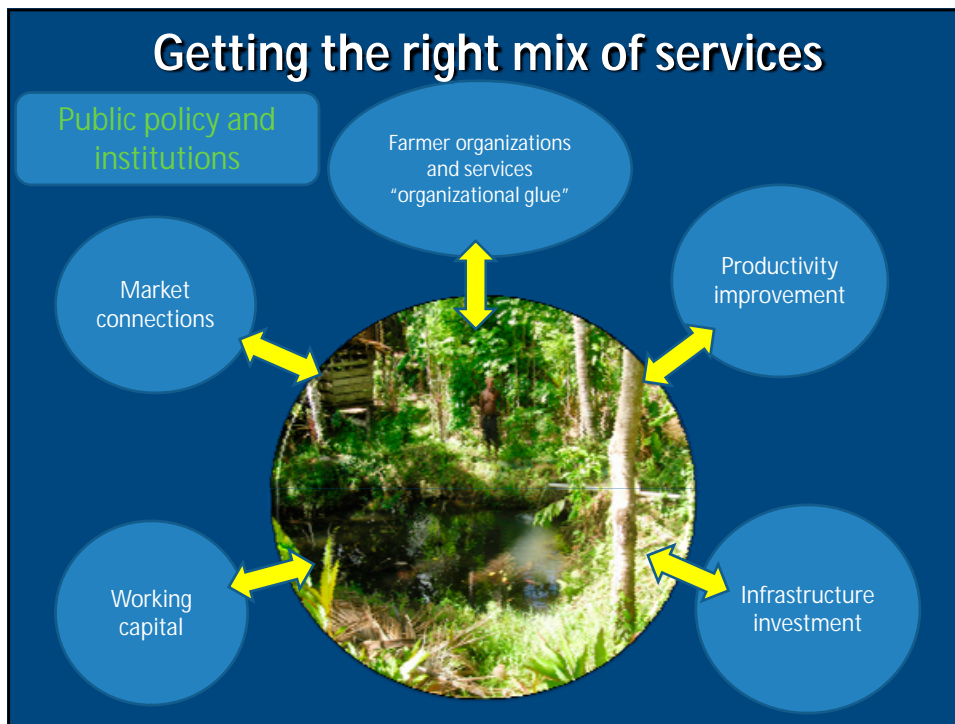 Getting the right mix of services
Public policy and
institutions
Farmer organizations
and services
“organizational glue”
Market
connections
Productivity
improvement
Working
capital
Infrastructure
investment